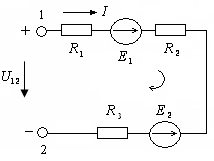 1
I
+
R₁
E₁
R₂
U₁₂
R₃
E₂
−
2